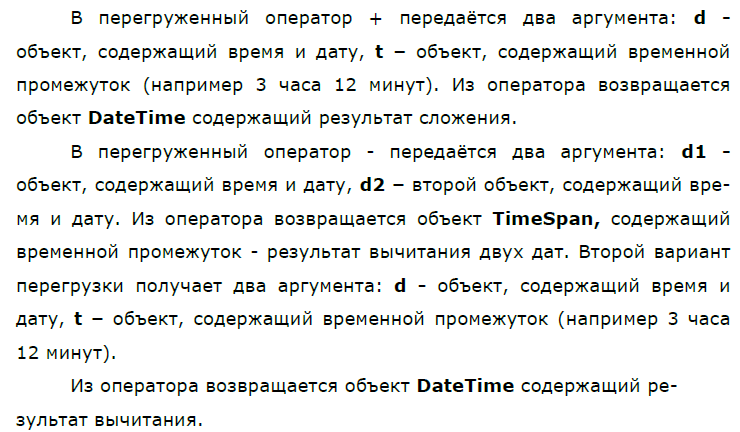 В перегруженный оператор + передаётся два аргумента: d -
объект, содержащий время и дату, t – объект, содержащий временной
промежуток (например 3 часа 12 минут). Из оператора возвращается
объект DateTime содержащий результат сложения.
В перегруженный оператор - передаётся два аргумента: d1 -
объект, содержащий время и дату, d2 – второй объект, содержащий вре-
мя и дату. Из оператора возвращается объект TimeSpan, содержащий
временной промежуток - результат вычитания двух дат. Второй вариант
перегрузки получает два аргумента: d - объект, содержащий время и
дату, t – объект, содержащий временной промежуток (например 3 часа
12 минут).
Из оператора возвращается объект DateTime содержащий ре-
зультат вычитания.